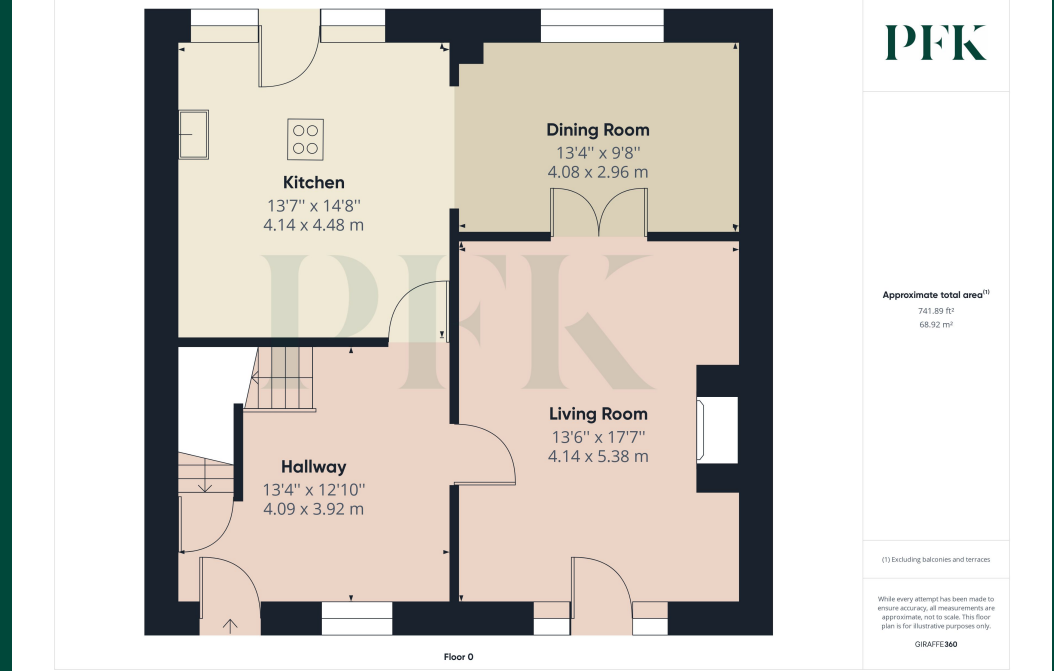 PFK
Kitchen
13'7'' x 14'8''
4.14 x 4.48 m
Dining Room
13'4'' x 9'8''
4.08 x 2.96 m
PFK
Living Room
13'6'' x 17'7''
4.14 x 5.38 m
Hallway
13'4'' x 12'10''
4.09 x 3.92 m
Floor 0
Approximate total area(1)
741.89 ft²
68.92 m²
(1) Excluding balconies and terraces
While every attempt has been made to
ensure accuracy, all measurements are
approximate, not to scale. This floor
plan is for illustrative purposes only.
GIRAFFE360